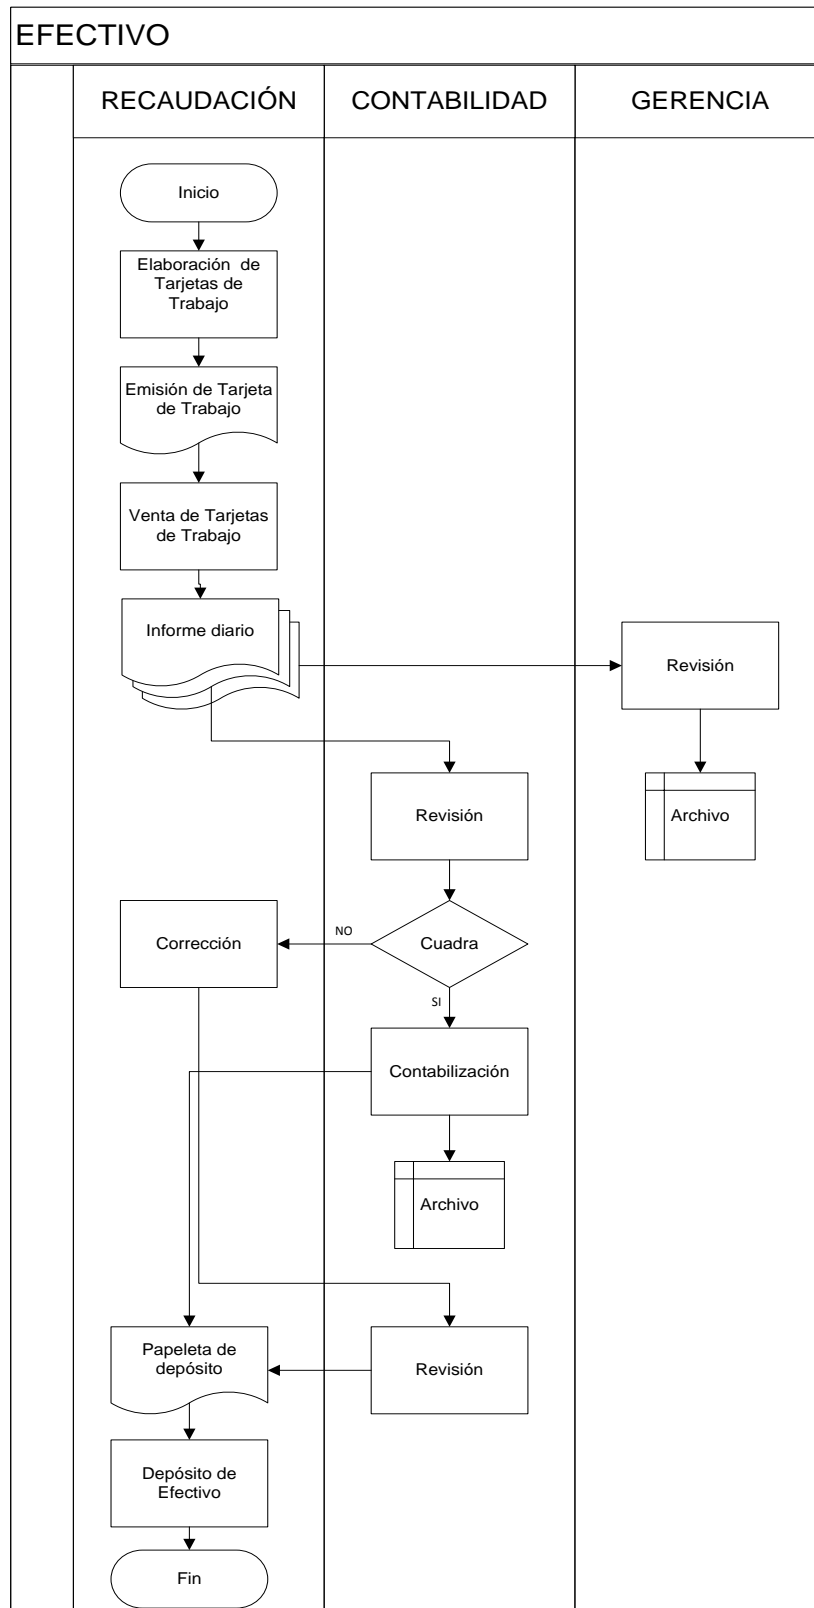 EFECTIVO
RECAUDACIÓN
CONTABILIDAD
GERENCIA
Inicio
Elaboración de
Tarjetas de
Trabajo
Emisión de Tarjeta
de Trabajo
Venta de Tarjetas
de Trabajo
Informe diario
Revisión
Revisión
Archivo
Corrección
NO
Cuadra
SI
Contabilización
Archivo
Papeleta de
depósito
Revisión
Depósito de
Efectivo
Fin